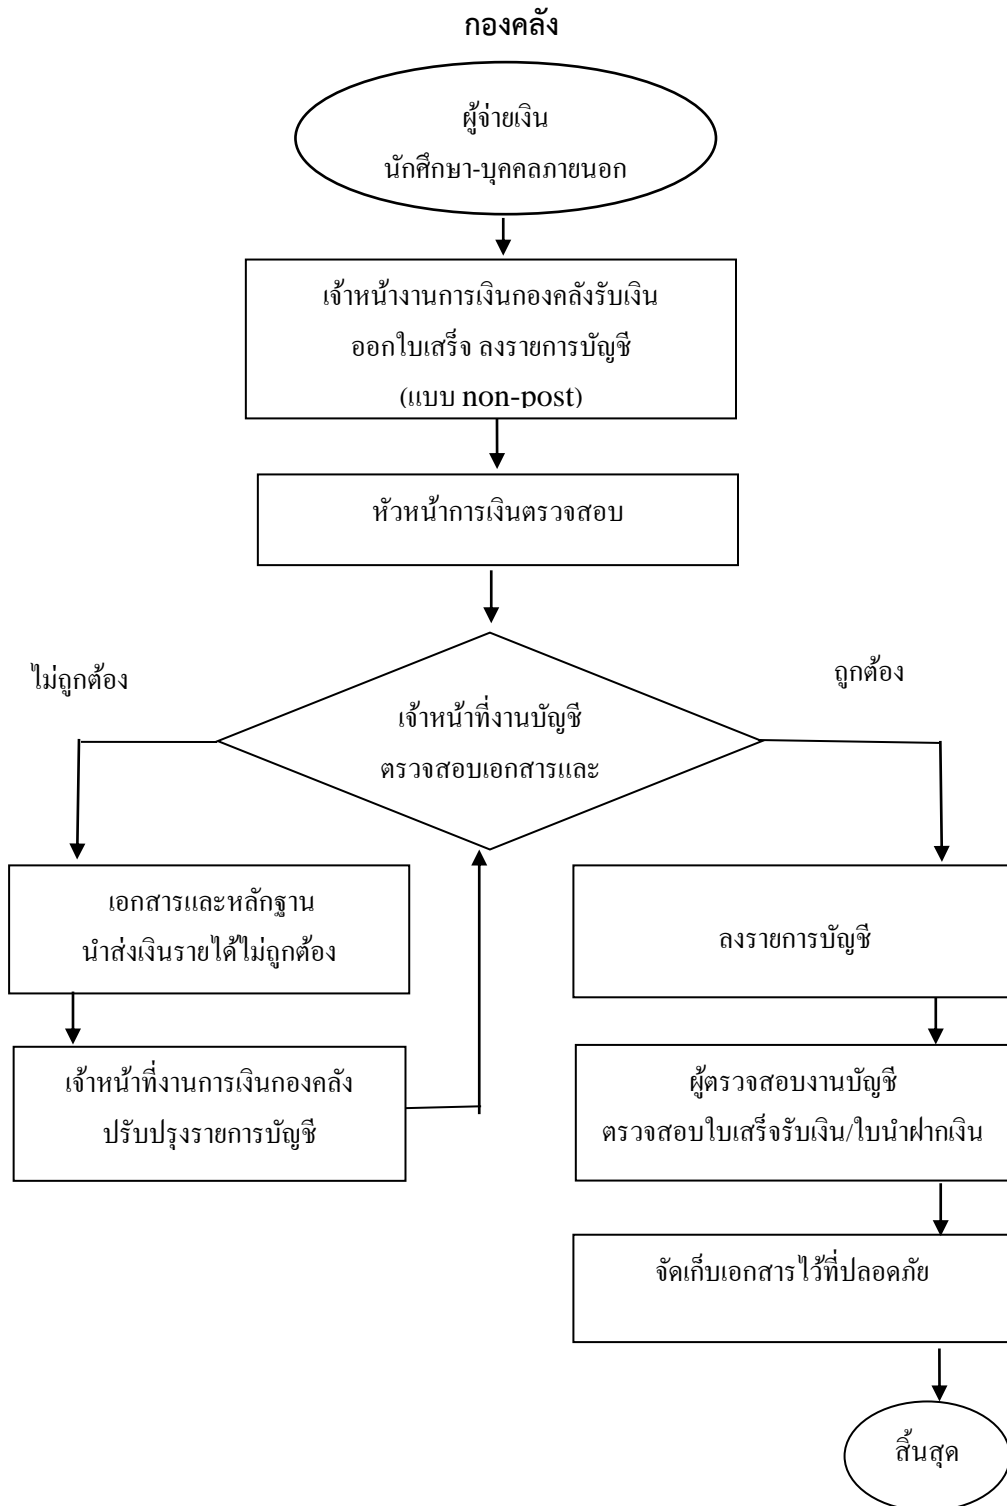 กองคลัง
ผู้จ่ายเงิน
นักศึกษา-บุคคลภายนอก
เจ้าหน้างานการเงินกองคลังรับเงิน
ออกใบเสร็จ ลงรายการบัญชี
(แบบ non-post)
หัวหน้าการเงินตรวจสอบ
ไม่ถูกต้อง
ถูกต้อง
เจ้าหน้าที่งานบัญชี
ตรวจสอบเอกสารและ
เอกสารและหลักฐาน
นำส่งเงินรายได้ไม่ถูกต้อง
ลงรายการบัญชี
เจ้าหน้าที่งานการเงินกองคลัง
ปรับปรุงรายการบัญชี
ผู้ตรวจสอบงานบัญชี
ตรวจสอบใบเสร็จรับเงิน/ใบนำฝากเงิน
จัดเก็บเอกสารไว้ที่ปลอดภัย
สิ้นสุด